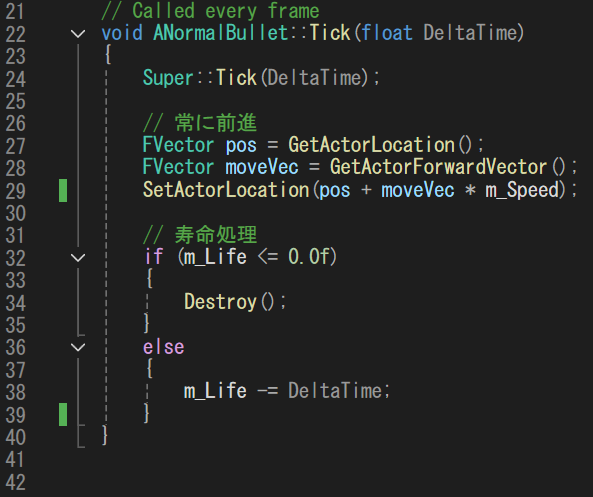 21 // Called every frame
22 void ANormalBullet::Tick(float DeltaTime)
23 {
24 Super::Tick(DeltaTime);
25
26 // 常に前進
27 FVector pos = GetActorLocation();
28 FVector moveVec = GetActorForwardVector();
29 SetActorLocation(pos + moveVec * m_Speed);
30
31 // 寿命処理
32 if (m_Life <= 0.0f)
33 {
34 Destroy();
35 }
36 else
37 {
38 m_Life -= DeltaTime;
39 }
40 }
41
42